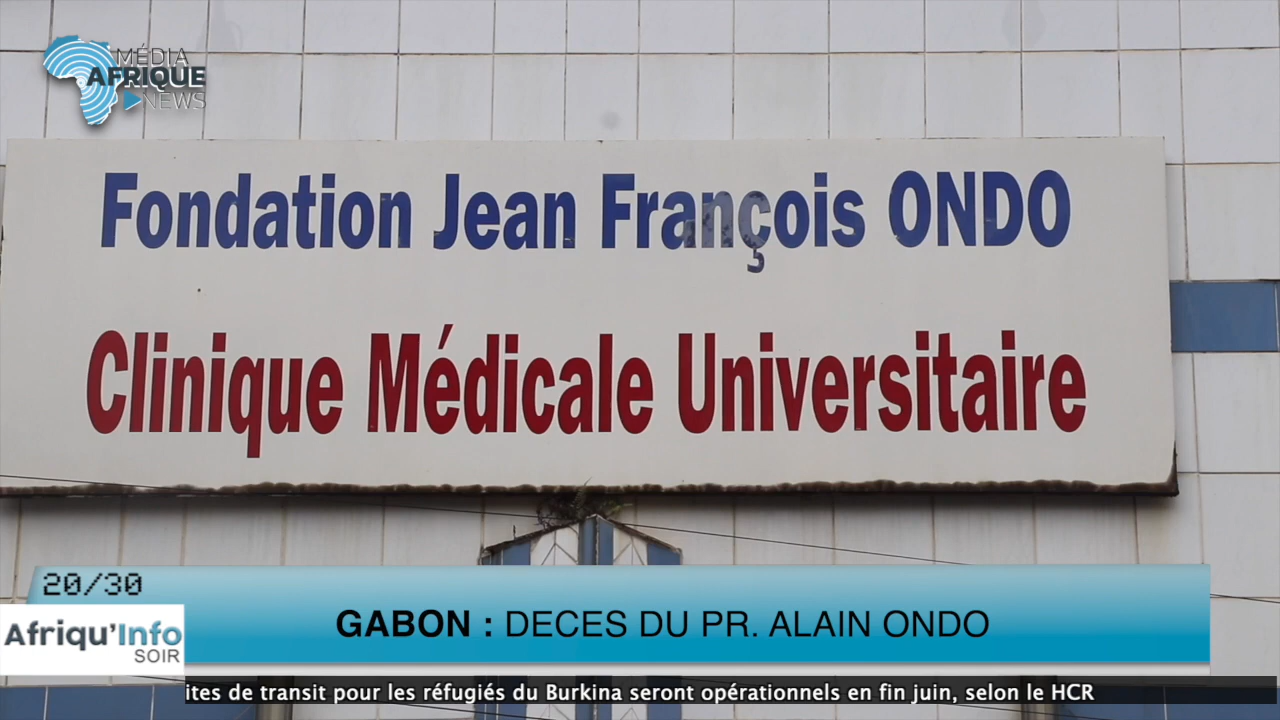 MÉDIA
AFRIQUE
NEWS
Fondation Jean François ONDO
Clinique Médicale Universitaire
20/30
GABON : DECES DU PR. ALAIN ONDO
Afriqu'Info
SOIR
ites de transit pour les réfugiés du Burkina seront opérationnels en fin juin, selon le HCR